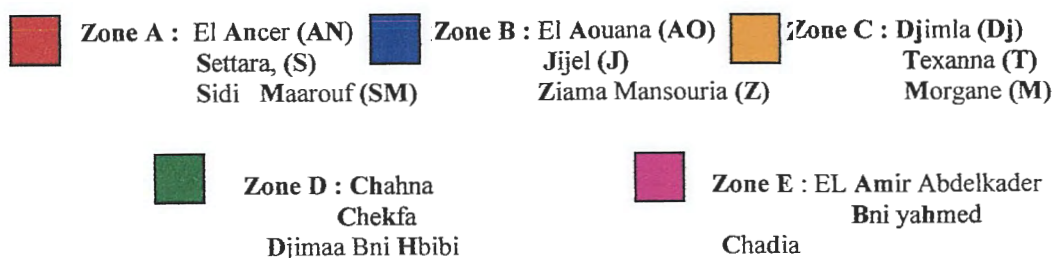 Zone A : El Ancer (AN)
Settara, (S)
Sidi Maarouf (SM)
Zone B : El Aouana (AO)
Jijel (J)
Ziama Mansouria (Z)
Zone C : Djimla (Dj)
Texanna (T)
Morgane (M)
Zone D : Chahna
Chekfa
Djimaa Bni Hbibi
Zone E : EL Amir Abdelkader
Bni yahmed
Chadia